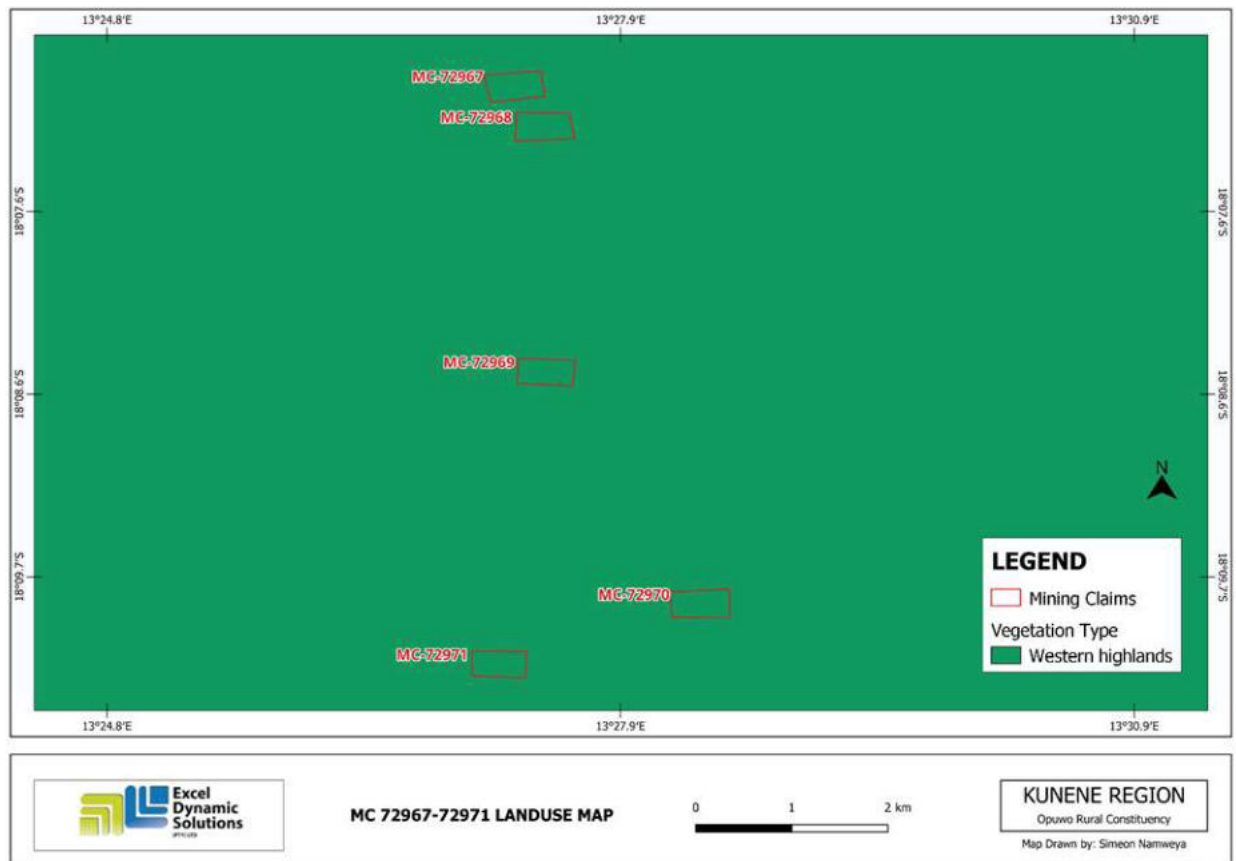 13°24.8'E 13°27.9'E 13°30.9'E
MC-72967
MC-72968
18°07.6'S 18°07.6'S
MC-72969
18°08.6'S 18°08.6'S
N
18°09.7'S 18°09.7'S
MC-72970
MC-72971
LEGEND
Mining Claims
Vegetation Type
Western highlands
13°24.8'E 13°27.9'E 13°30.9'E
Excel
Dynamic
Solutions
(PTY) LTD
MC 72967-72971 LANDUSE MAP
0 1 2 km
KUNENE REGION
Opuwo Rural Constituency
Map Drawn by: Simeon Namweya